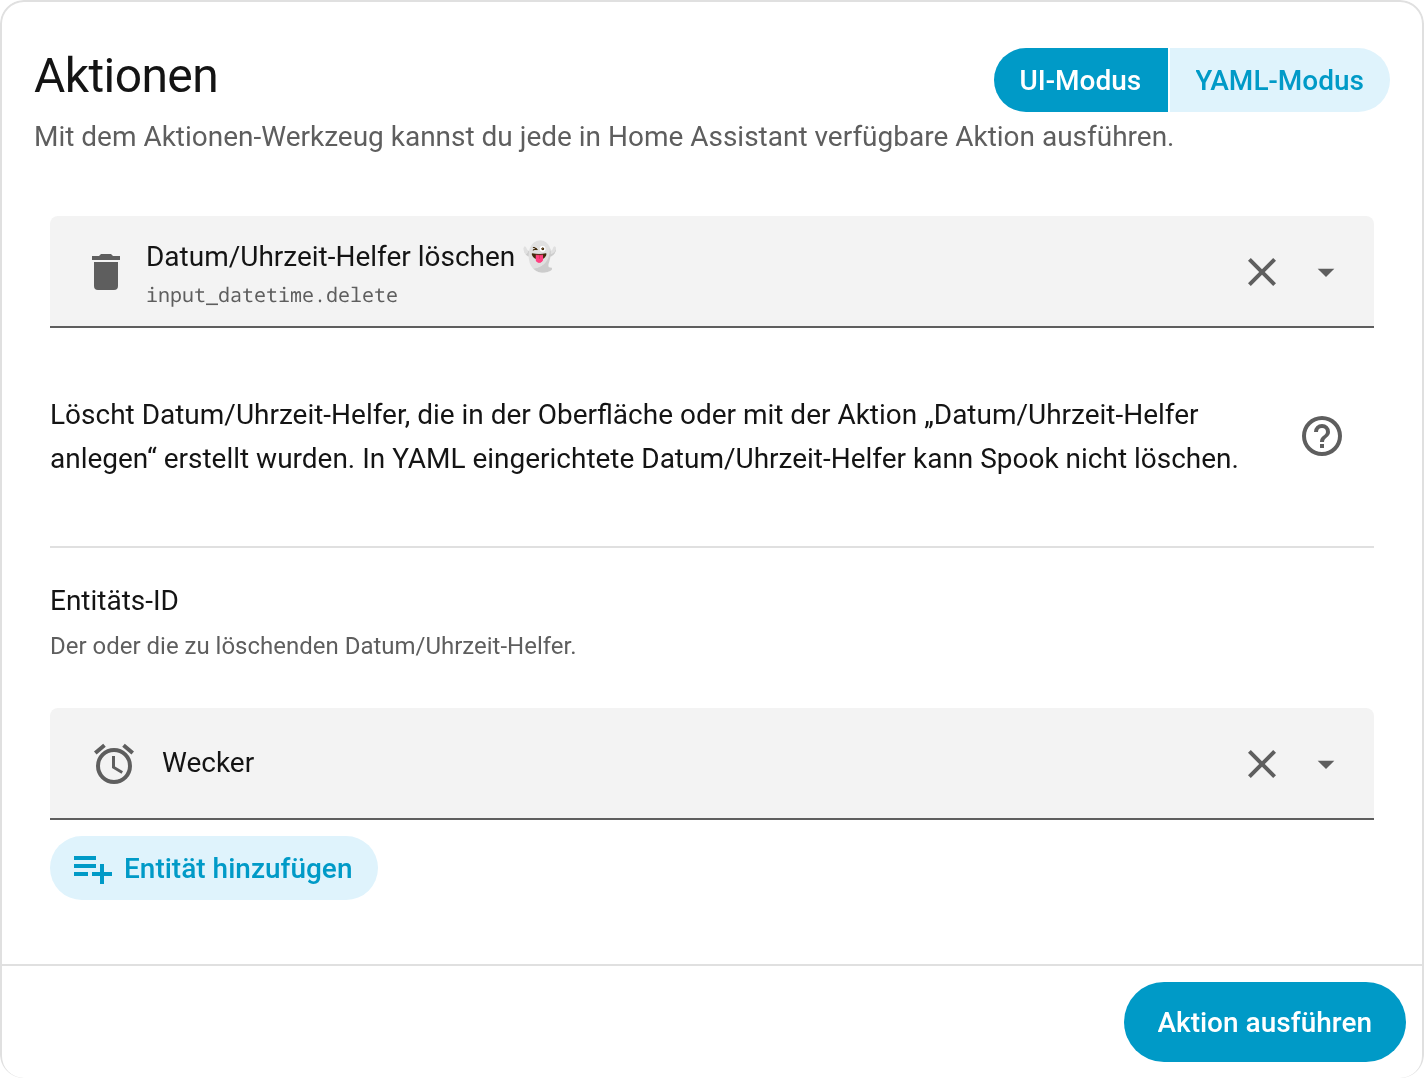 Aktionen
UI-Modus
YAML-Modus
Mit dem Aktionen-Werkzeug kannst du jede in Home Assistant verfügbare Aktion ausführen.
Datum/Uhrzeit-Helfer löschen 👻
input_datetime.delete
Löscht Datum/Uhrzeit-Helfer, die in der Oberfläche oder mit der Aktion „Datum/Uhrzeit-Helfer
anlegen“ erstellt wurden. In YAML eingerichtete Datum/Uhrzeit-Helfer kann Spook nicht löschen.
Entitäts-ID
Der oder die zu löschenden Datum/Uhrzeit-Helfer.
Wecker
Entität hinzufügen
Aktion ausführen